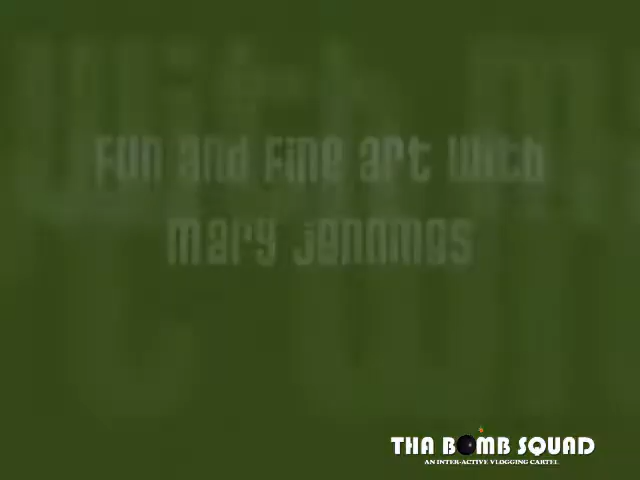 Fun and Fine art with
mary jennings
THA BOMB SQUAD
AN INTER-ACTIVE VLOGGING CARTEL